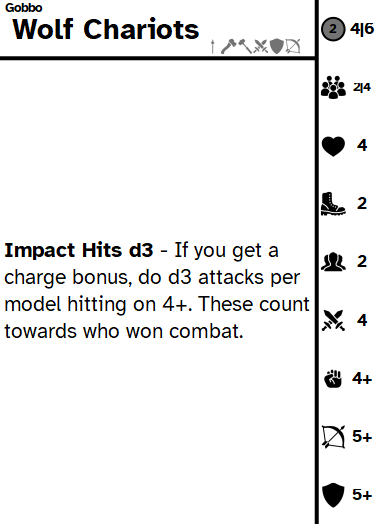 Gobbo
Wolf Chariots
2 4|6
2|4
4
2
2
4
4+
5+
5+
Impact Hits d3 - If you get a
charge bonus, do d3 attacks per
model hitting on 4+. These count
towards who won combat.